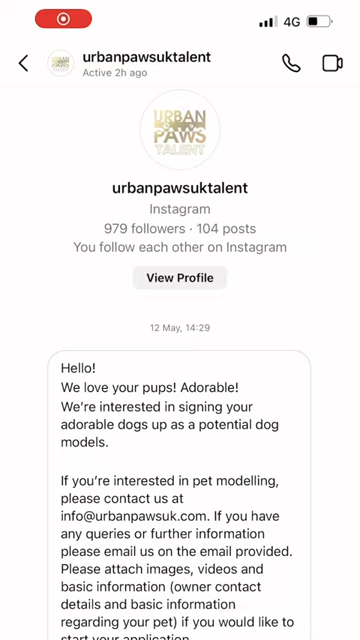 4G
urbanpawsuktalent
Active 2h ago
URBAN
PAWS
TALENT
urbanpawsuktalent
Instagram
979 followers · 104 posts
You follow each other on Instagram
View Profile
12 May, 14:29
Hello!
We love your pups! Adorable!
We're interested in signing your
adorable dogs up as a potential dog
models.
If you're interested in pet modelling,
please contact us at
info@urbanpawsuk.com. If you have
any queries or further information
please email us on the email provided.
Please attach images, videos and
basic information (owner contact
details and basic information
regarding your pet) if you would like to
start your application